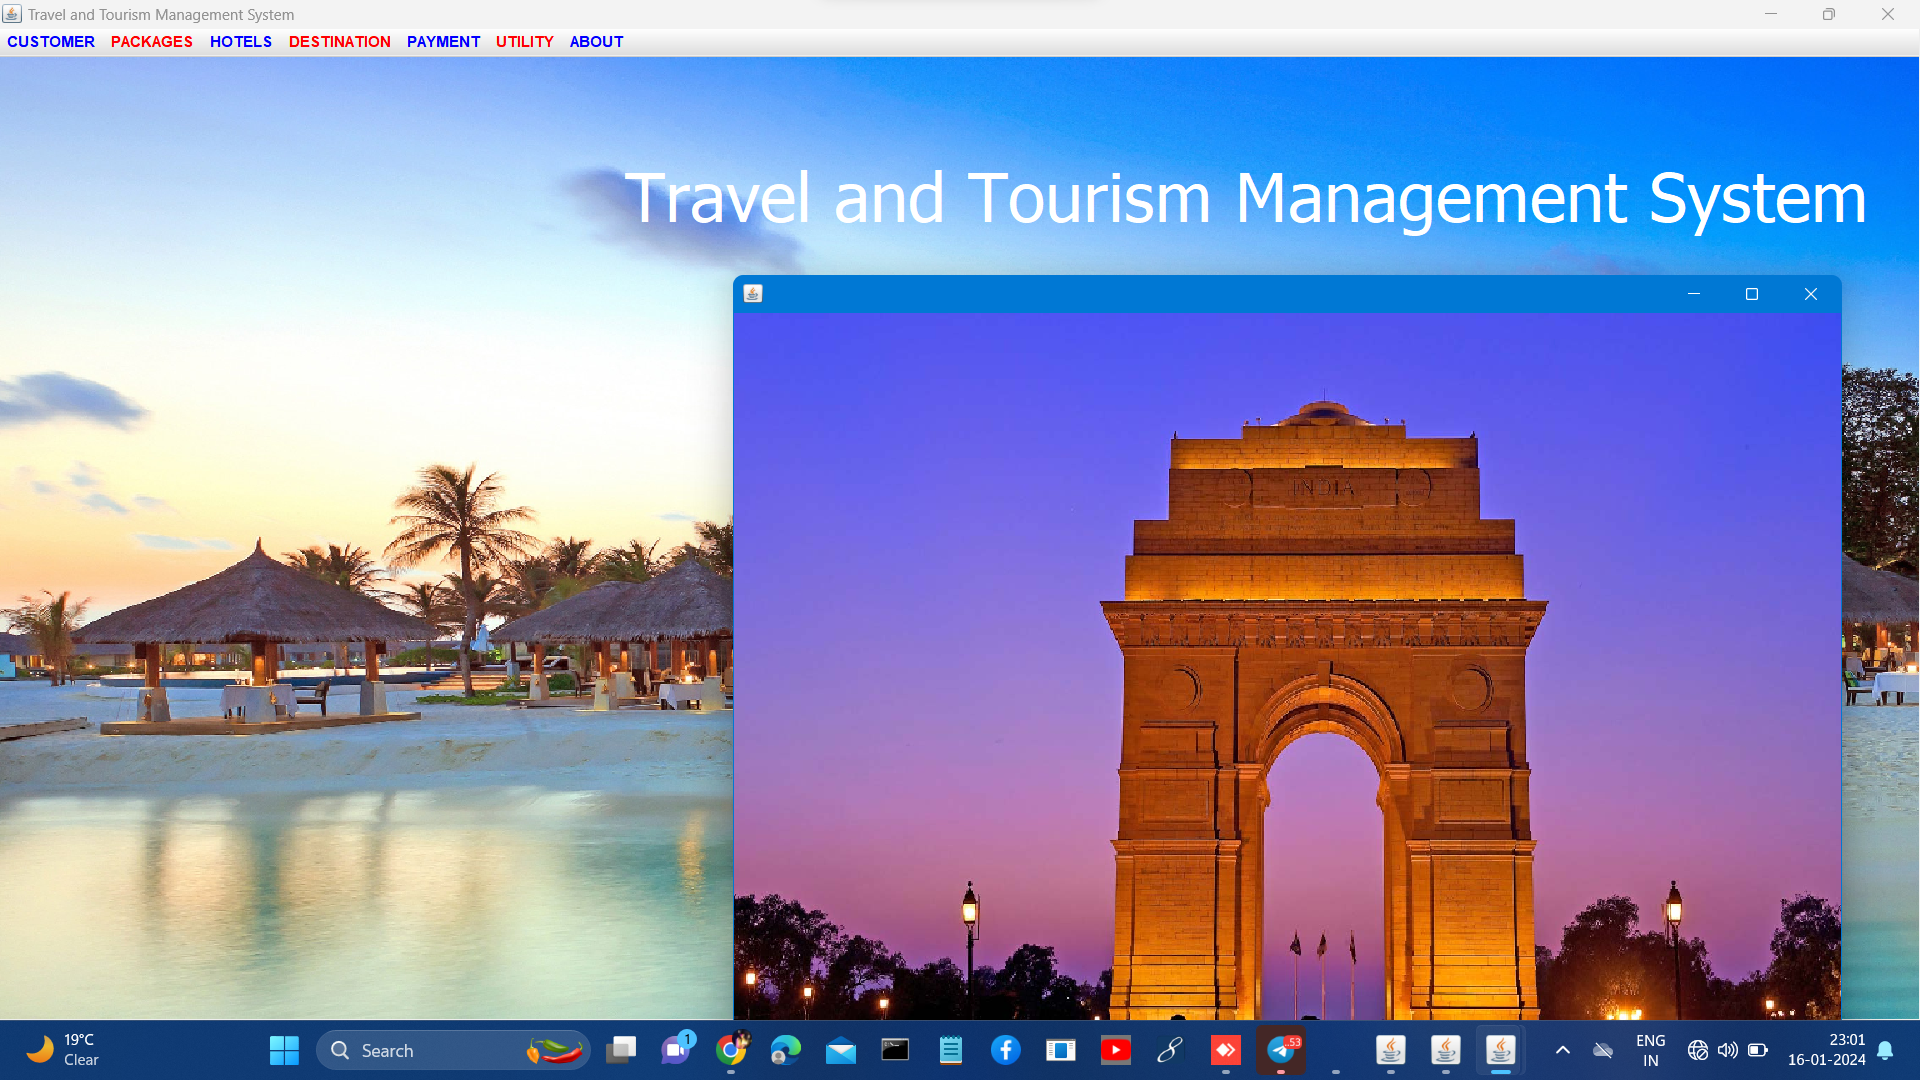 Travel and Tourism Management System
CUSTOMER PACKAGES HOTELS DESTINATION PAYMENT UTILITY ABOUT
Travel and Tourism Management System
INDIA
19°C
Clear
Search
1
.53
ENG
IN
23:01
16-01-2024